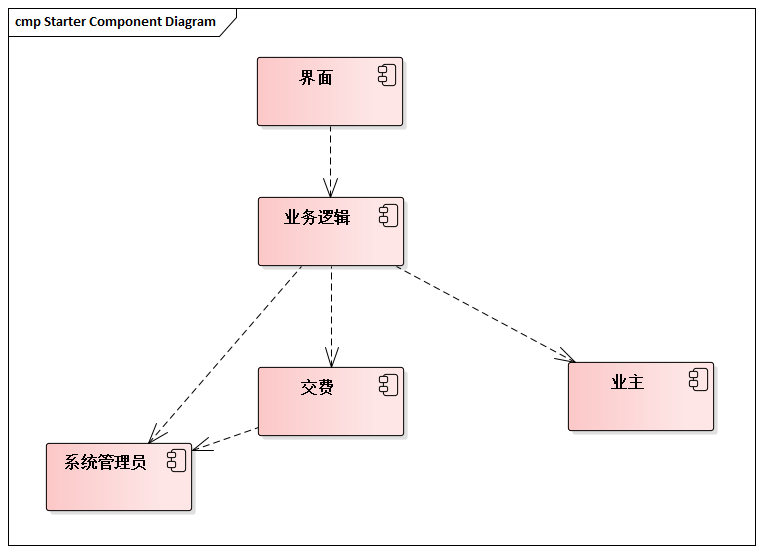 cmp Starter Component Diagram
界面
业务逻辑
交费
业主
系统管理员